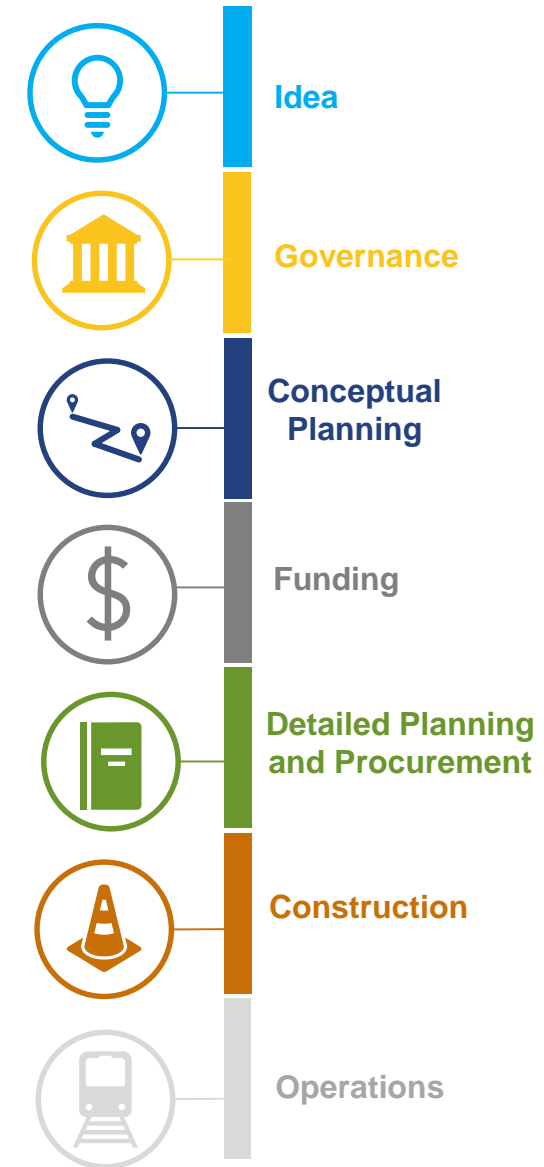 Idea
Governance
Conceptual
Planning
Funding
Detailed Planning
and Procurement
Construction
Operations